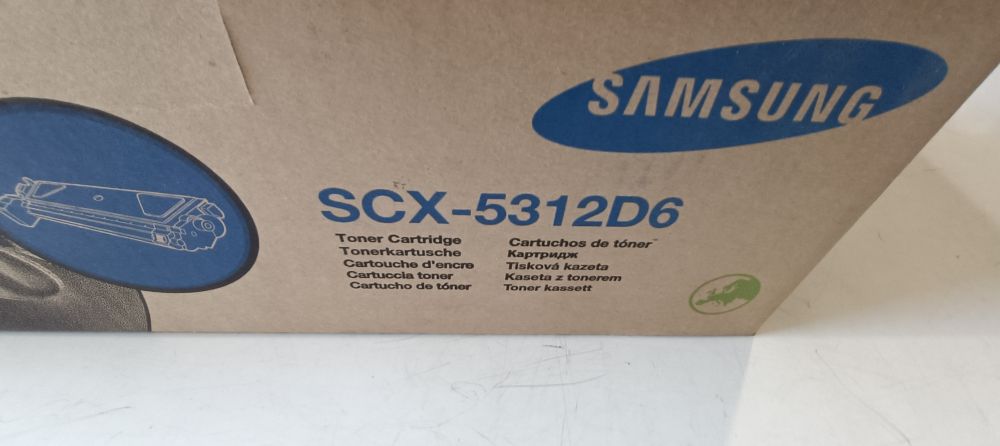 SAMSUNG
SCX-5312D6
Toner Cartridge
Tonerkartusche
Cartouche d'encre
Cartuccia toner
Cartucho de tóner
Cartuchos de tóner
Картридж
Tisková kazeta
Kaseta z tonerem
Toner kassett